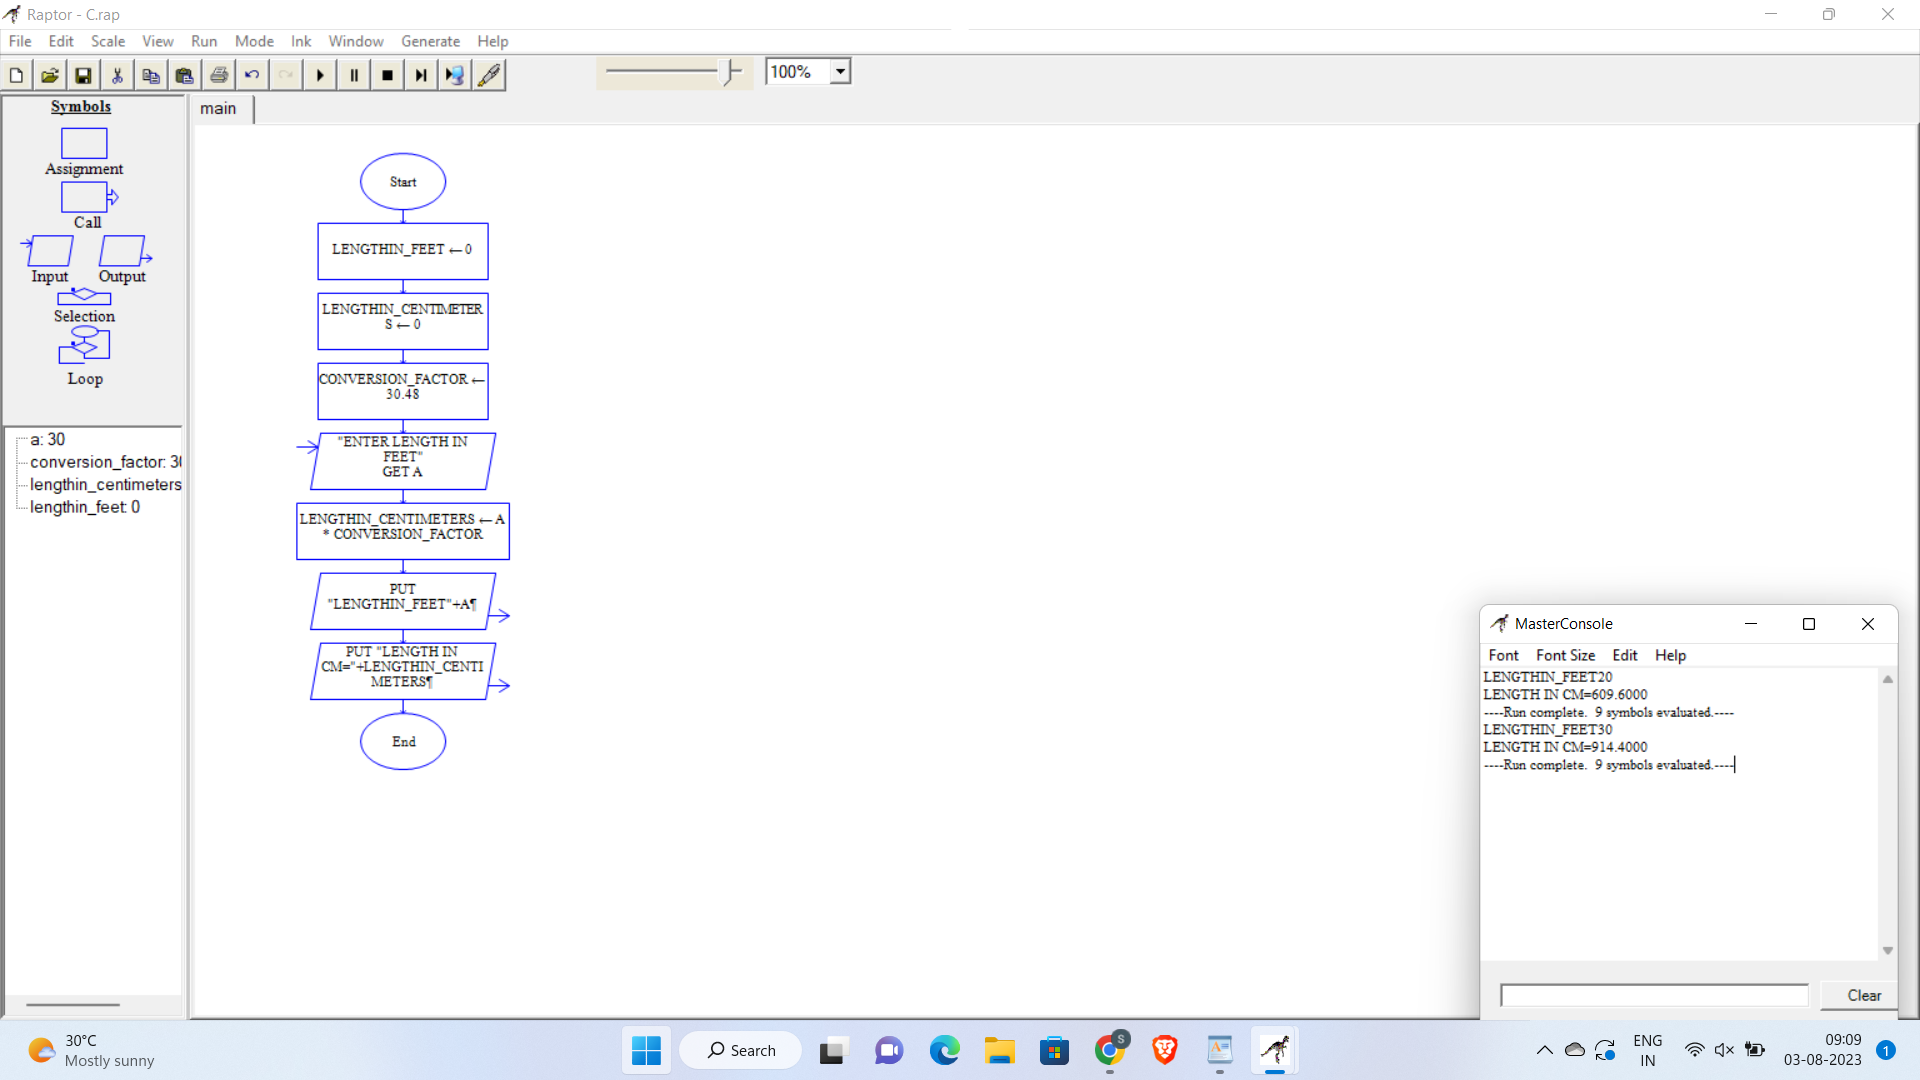 Raptor - C.rap
File Edit Scale View Run Mode Ink Window Generate Help
100%
Symbols
main
Assignment
Call
Input Output
Selection
Loop
a: 30
conversion_factor: 30
lengthin_centimeters
lengthin_feet: 0
Start
LENGTHIN_FEET ← 0
LENGTHIN_CENTIMETER
S ← 0
CONVERSION_FACTOR ←
30.48
"ENTER LENGTH IN
FEET"
GET A
LENGTHIN_CENTIMETERS ← A
* CONVERSION_FACTOR
PUT
"LENGTHIN_FEET"+A¶
PUT "LENGTH IN
CM="+LENGTHIN_CENTI
METERS¶
End
MasterConsole
Font Font Size Edit Help
LENGTHIN_FEET20
LENGTH IN CM=609.6000
----Run complete. 9 symbols evaluated.----
LENGTHIN_FEET30
LENGTH IN CM=914.4000
----Run complete. 9 symbols evaluated.----
Clear
30°C
Mostly sunny
Search
S
ENG
IN
09:09
03-08-2023
1